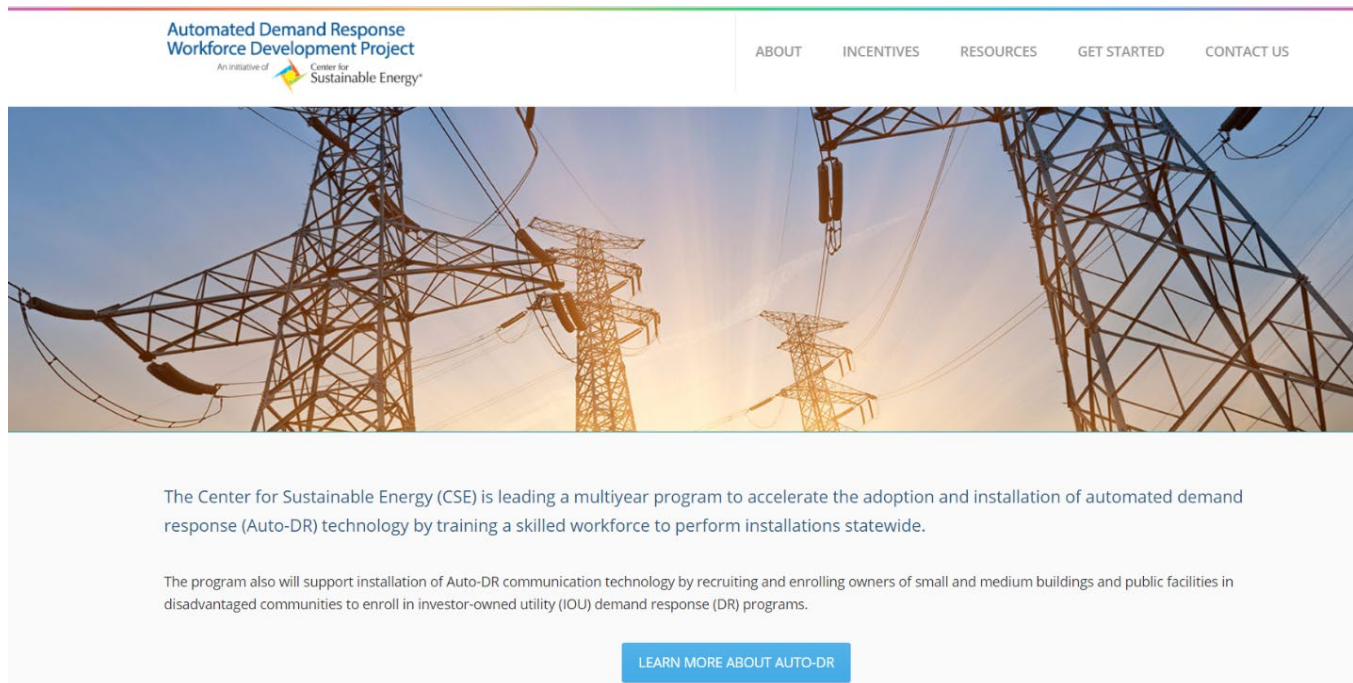 Automated Demand Response
Workforce Development Project
An initiative of Center for
Sustainable Energy®
ABOUT INCENTIVES RESOURCES GET STARTED CONTACT US
The Center for Sustainable Energy (CSE) is leading a multiyear program to accelerate the adoption and installation of automated demand
response (Auto-DR) technology by training a skilled workforce to perform installations statewide.
The program also will support installation of Auto-DR communication technology by recruiting and enrolling owners of small and medium buildings and public facilities in
disadvantaged communities to enroll in investor-owned utility (IOU) demand response (DR) programs.
LEARN MORE ABOUT AUTO-DR